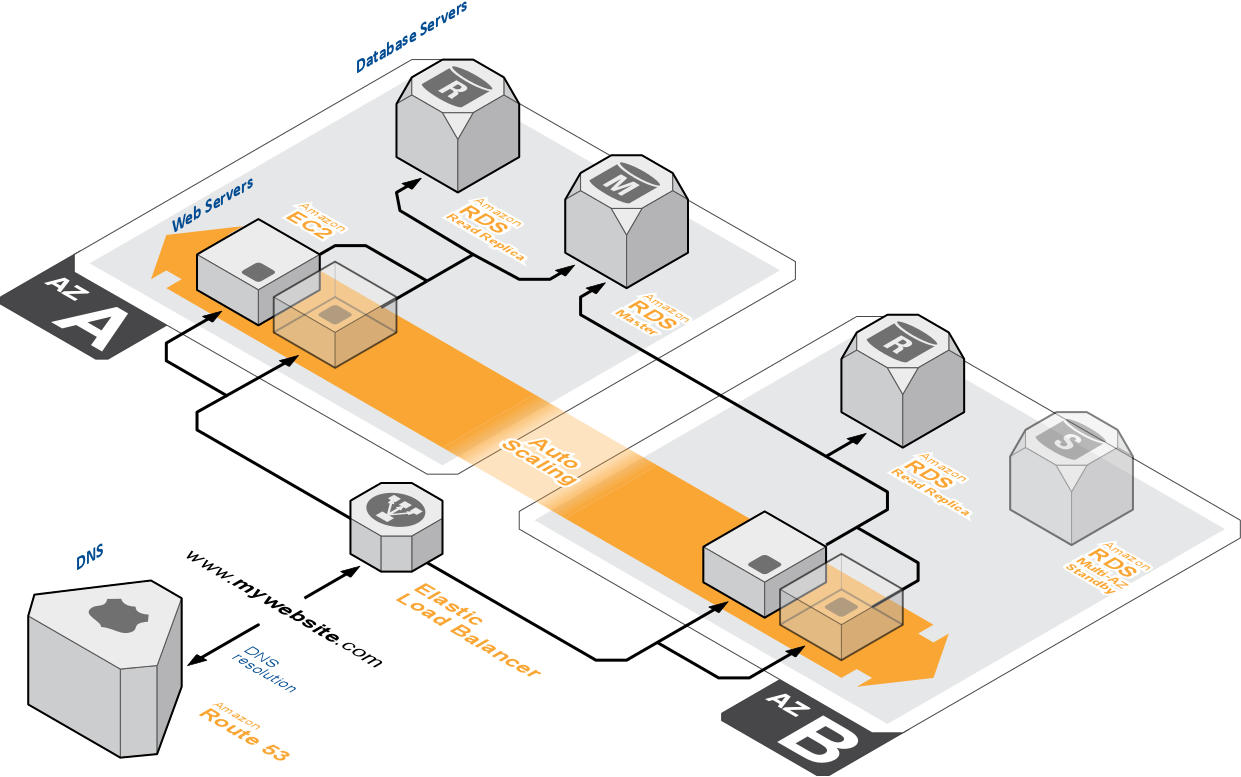 Database Servers
R
M
Web Servers
Amazon
EC2
Amazon
RDS
Read Replica
Amazon
RDS
Master
AZ
A
R
S
Amazon
RDS
Read Replica
Amazon
RDS
Multi-AZ
Standby
Auto
Scaling
DNS
www.mywebsite.com
Elastic
Load Balancer
DNS
resolution
Amazon
Route 53
AZ
B